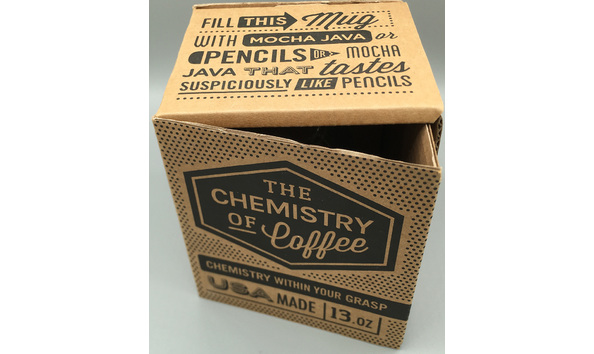 FILL THIS Mug
WITH MOCHA JAVA or
PENCILS OR MOCHA
JAVA THAT tastes
SUSPICIOUSLY LIKE PENCILS
THE
CHEMISTRY
OF Coffee
CHEMISTRY WITHIN YOUR GRASP
USA MADE | 13.OZ |